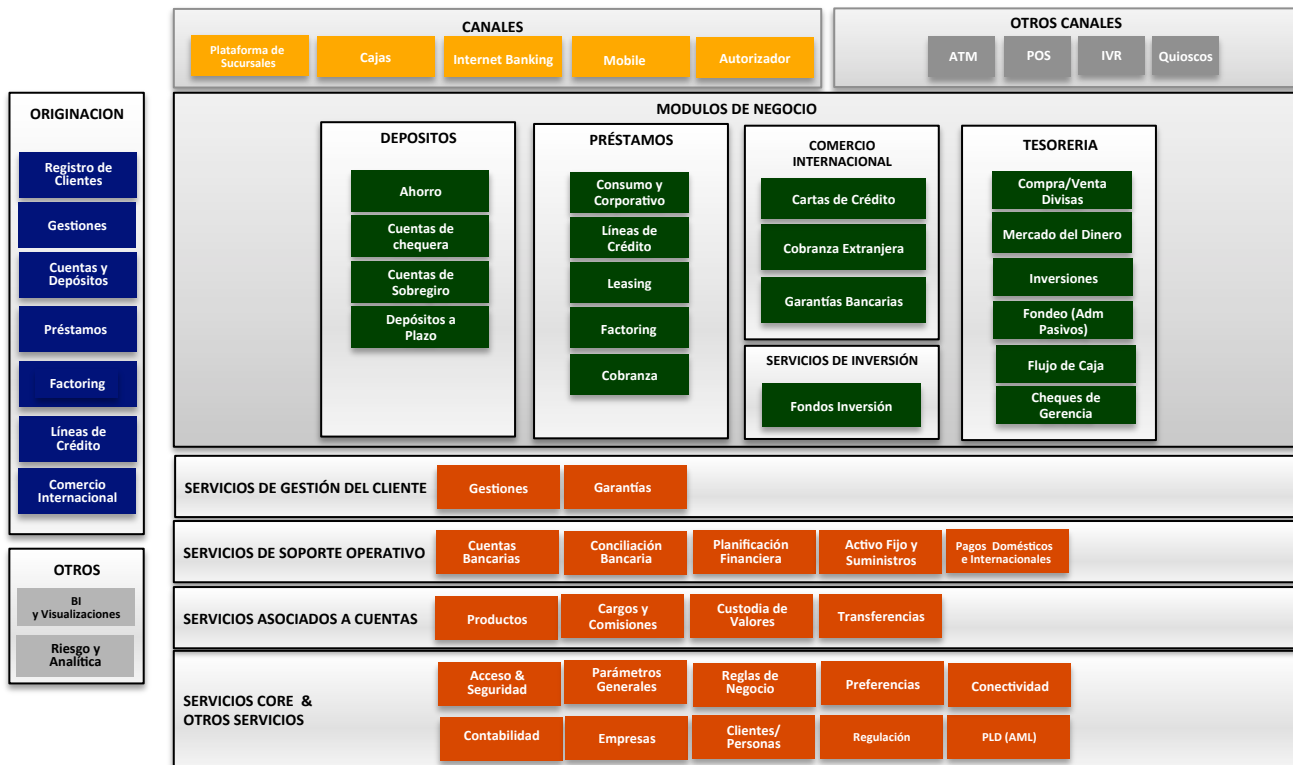 CANALES
Plataforma de
Sucursales
Cajas
Internet Banking
Mobile
Autorizador
OTROS CANALES
ATM
POS
IVR
Quioscos
ORIGINACION
Registro de
Clientes
Gestiones
Cuentas y
Depósitos
Préstamos
Factoring
Líneas de
Crédito
Comercio
Internacional
OTROS
BI
y Visualizaciones
Riesgo y
Analítica
MODULOS DE NEGOCIO
DEPOSITOS
Ahorro
Cuentas de
chequera
Cuentas de
Sobregiro
Depósitos a
Plazo
PRÉSTAMOS
Consumo y
Corporativo
Líneas de
Crédito
Leasing
Factoring
Cobranza
COMERCIO
INTERNACIONAL
Cartas de Crédito
Cobranza Extranjera
Garantías Bancarias
SERVICIOS DE INVERSIÓN
Fondos Inversión
TESORERIA
Compra/Venta
Divisas
Mercado del Dinero
Inversiones
Fondeo (Adm
Pasivos)
Flujo de Caja
Cheques de
Gerencia
SERVICIOS DE GESTIÓN DEL CLIENTE
Gestiones
Garantías
SERVICIOS DE SOPORTE OPERATIVO
Cuentas
Bancarias
Conciliación
Bancaria
Planificación
Financiera
Activo Fijo y
Suministros
Pagos Domésticos
e Internacionales
SERVICIOS ASOCIADOS A CUENTAS
Productos
Cargos y
Comisiones
Custodia de
Valores
Transferencias
SERVICIOS CORE &
OTROS SERVICIOS
Acceso &
Seguridad
Parámetros
Generales
Reglas de
Negocio
Preferencias
Conectividad
Contabilidad
Empresas
Clientes/
Personas
Regulación
PLD (AML)